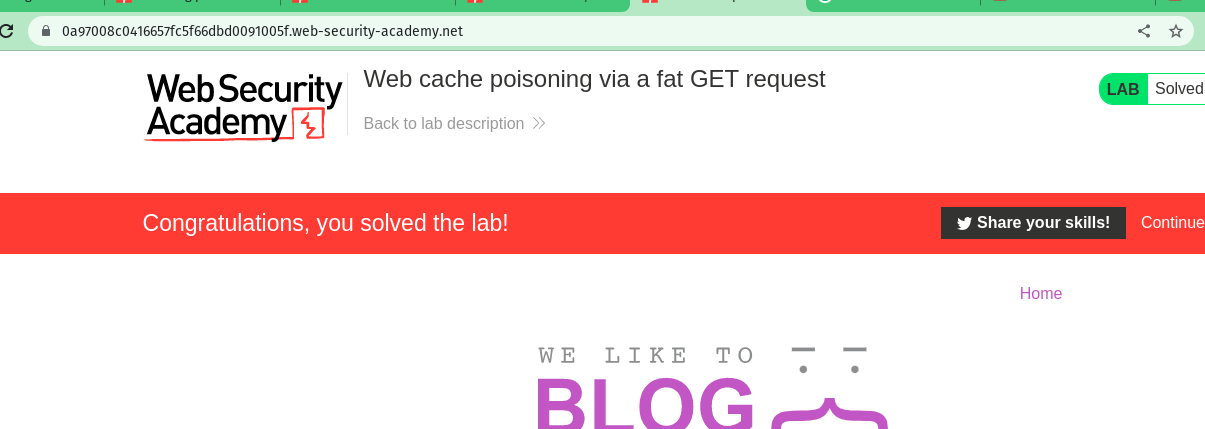 0a97008c0416657fc5f66dbd0091005f.web-security-academy.net
Web Security
Academy
Web cache poisoning via a fat GET request
Back to lab description
LAB Solved
Congratulations, you solved the lab!
Share your skills!
Continue
Home
WE LIKE TO
BLOG